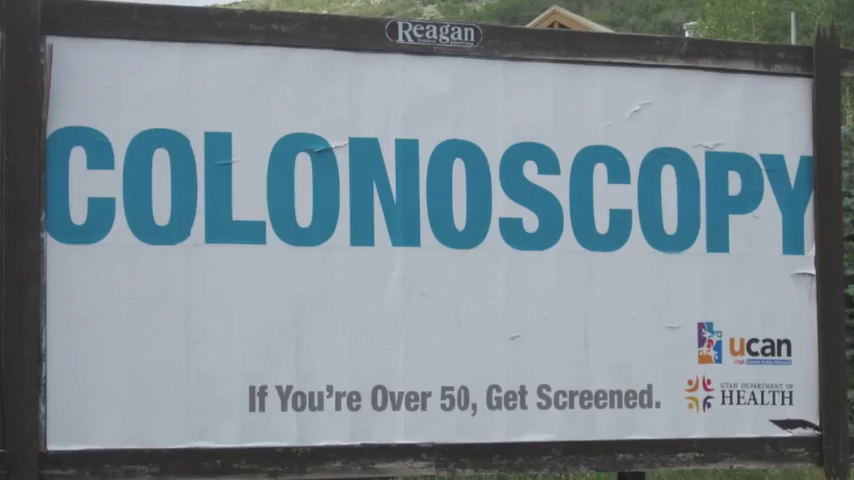 Reagan
COLONOSCOPY
ucan
If You're Over 50, Get Screened.
UTAH DEPARTMENT OF
HEALTH